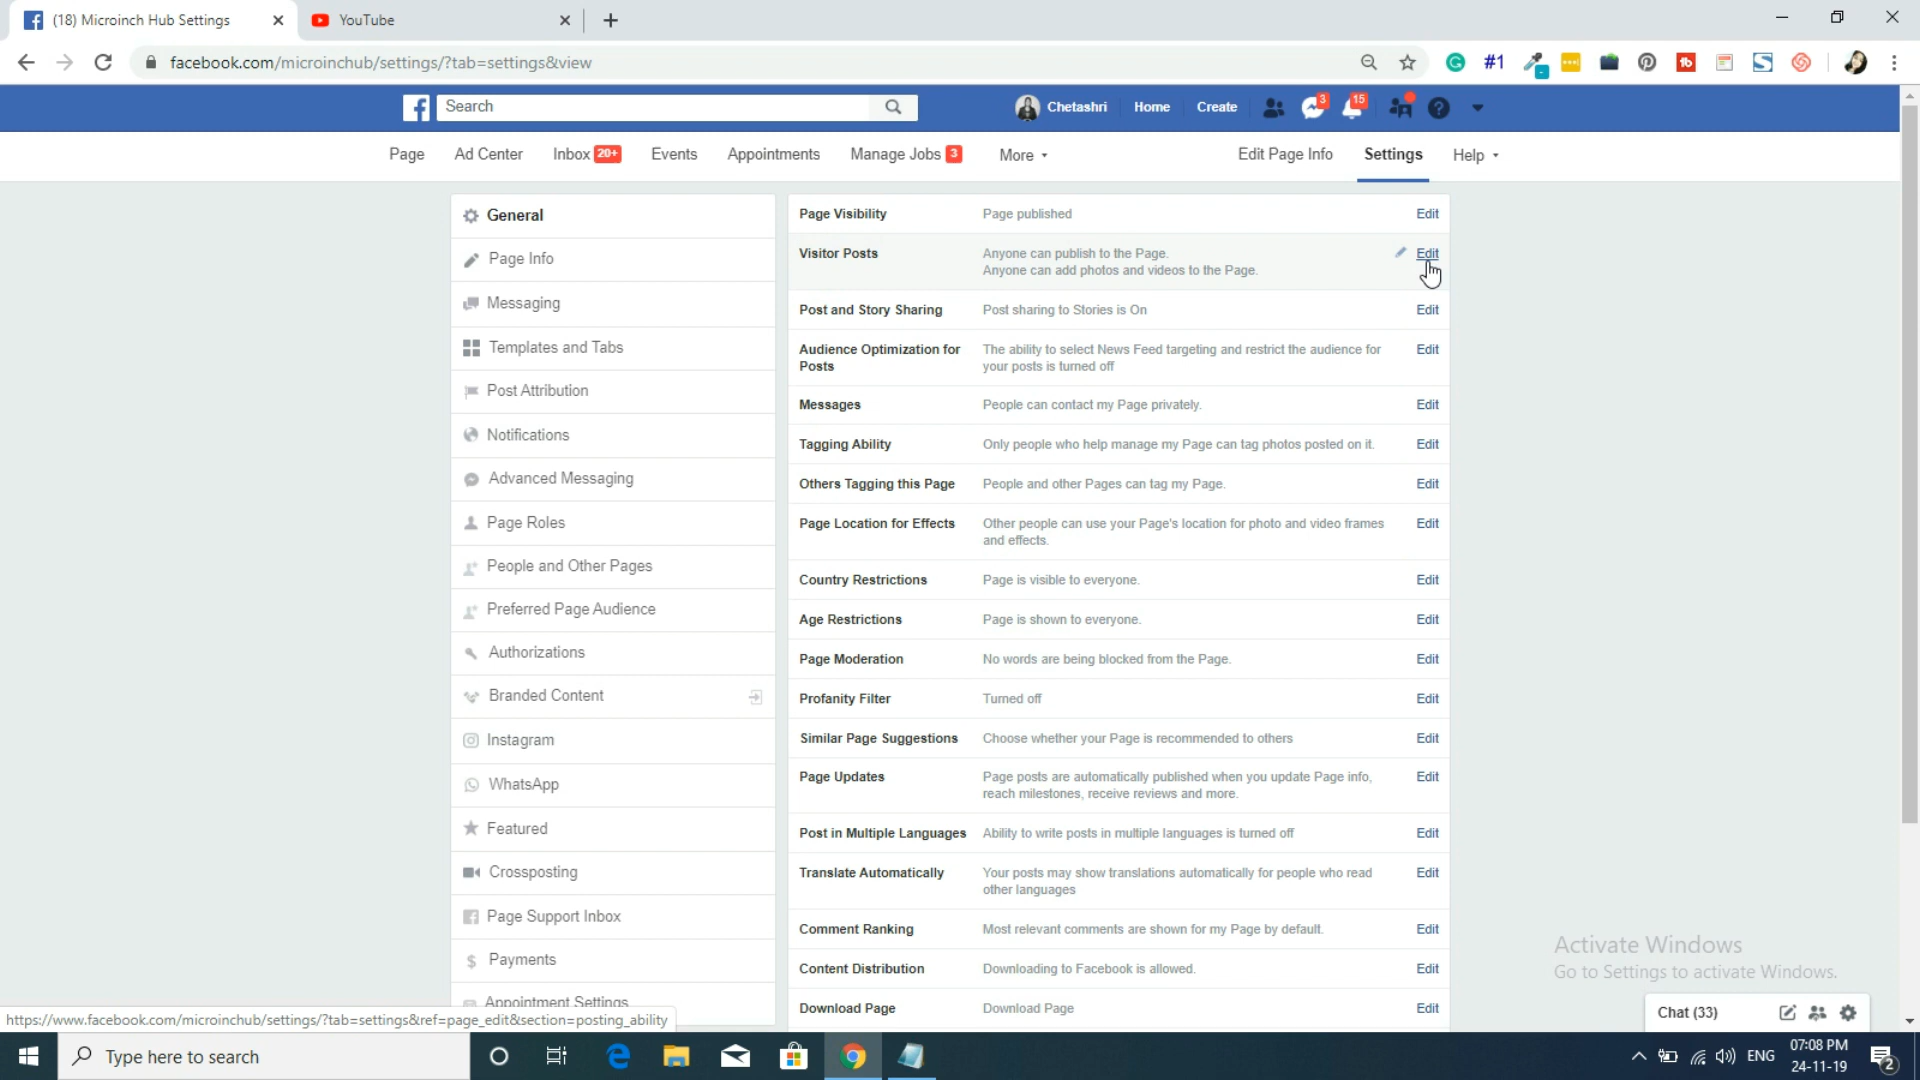 (18) Microinch Hub Settings
YouTube
facebook.com/microinchub/settings/?tab=settings&view
#1
Search
Chetashri
Home
Create
3
15
Page
Ad Center
Inbox 20+
Events
Appointments
Manage Jobs 3
More
Edit Page Info
Settings
Help
General
Page Info
Messaging
Templates and Tabs
Post Attribution
Notifications
Advanced Messaging
Page Roles
People and Other Pages
Preferred Page Audience
Authorizations
Branded Content
Instagram
WhatsApp
Featured
Crossposting
Page Support Inbox
Payments
Appointment Settings
Page Visibility Page published Edit
Visitor Posts Anyone can publish to the Page. Edit
Anyone can add photos and videos to the Page.
Post and Story Sharing Post sharing to Stories is On Edit
Audience Optimization for The ability to select News Feed targeting and restrict the audience for Edit
Posts your posts is turned off
Messages People can contact my Page privately. Edit
Tagging Ability Only people who help manage my Page can tag photos posted on it. Edit
Others Tagging this Page People and other Pages can tag my Page. Edit
Page Location for Effects Other people can use your Page's location for photo and video frames Edit
and effects.
Country Restrictions Page is visible to everyone. Edit
Age Restrictions Page is shown to everyone. Edit
Page Moderation No words are being blocked from the Page. Edit
Profanity Filter Turned off Edit
Similar Page Suggestions Choose whether your Page is recommended to others Edit
Page Updates Page posts are automatically published when you update Page info, Edit
reach milestones, receive reviews and more.
Post in Multiple Languages Ability to write posts in multiple languages is turned off Edit
Translate Automatically Your posts may show translations automatically for people who read Edit
other languages
Comment Ranking Most relevant comments are shown for my Page by default. Edit
Content Distribution Downloading to Facebook is allowed. Edit
Download Page Download Page Edit
Activate Windows
Go to Settings to activate Windows.
Chat (33)
https://www.facebook.com/microinchub/settings/?tab=settings&ref=page_edit&section=posting_ability
Type here to search
ENG
07:08 PM
24-11-19
2